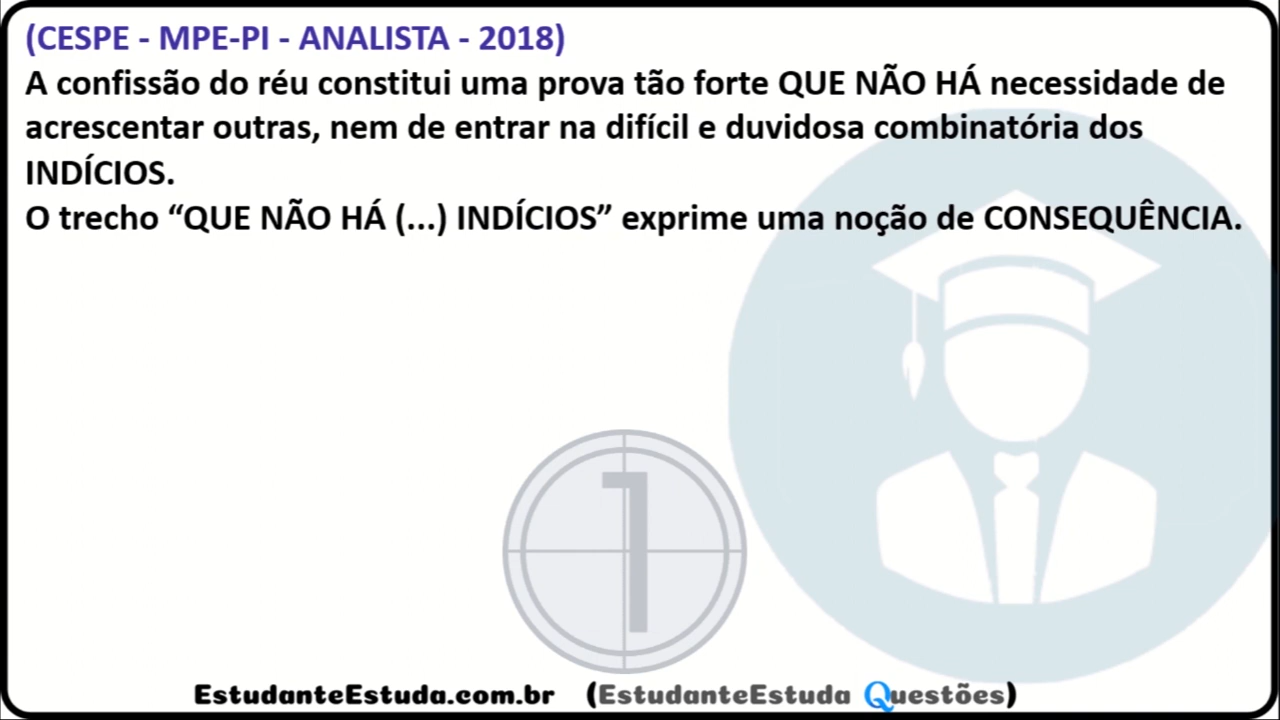 (CESPE - MPE-PI - ANALISTA - 2018)
A confissão do réu constitui uma prova tão forte QUE NÃO HÁ necessidade de
acrescentar outras, nem de entrar na difícil e duvidosa combinatória dos
INDÍCIOS.
O trecho “QUE NÃO HÁ (...) INDÍCIOS” exprime uma noção de CONSEQUÊNCIA.
1
EstudanteEstuda.com.br (EstudanteEstuda Questões)